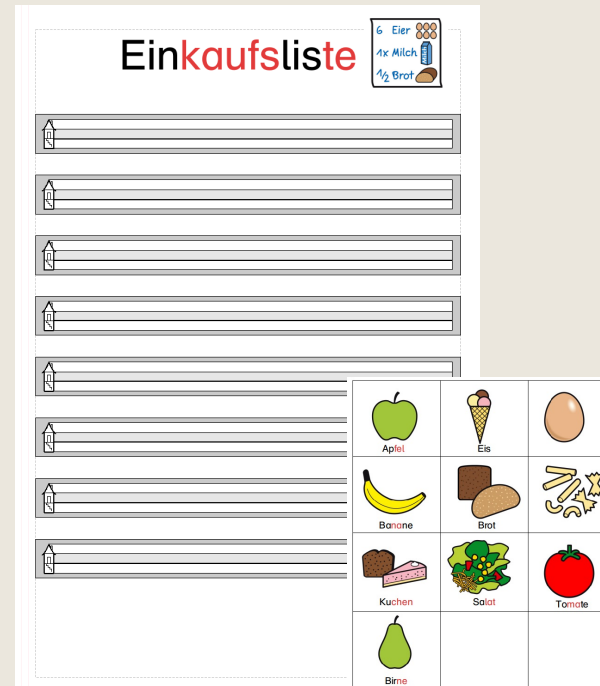 Einkaufsliste
6 Eier
1x Milch
1/2 Brot
Apfel
Eis
Banane
Brot
Kuchen
Salat
Tomate
Birne